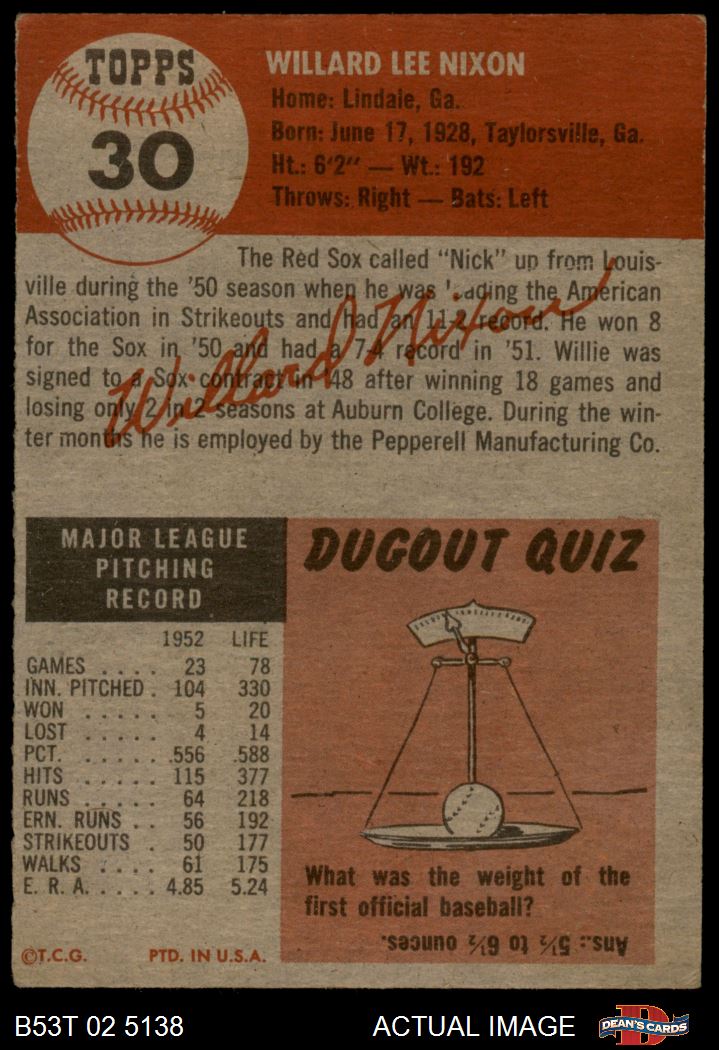 TOPPS
30
WILLARD LEE NIXON
Home: Lindale, Ga.
Born: June 17, 1928, Taylorsville, Ga.
Ht.: 6'2" — Wt.: 192
Throws: Right — Bats: Left
The Red Sox called "Nick" up from Louis-
ville during the '50 season when he was leading the American
Association in Strikeouts and had an 11- record. He won 8
for the Sox in '50 and had a 7-4 record in '51. Willie was
signed to a Sox contract in '48 after winning 18 games and
losing only 2 in 2 seasons at Auburn College. During the win-
ter months he is employed by the Pepperell Manufacturing Co.
Willard Nixon
MAJOR LEAGUE
PITCHING
RECORD
1952 LIFE
GAMES .... 23 78
INN. PITCHED . 104 330
WON ..... 5 20
LOST ..... 4 14
PCT. ...... .556 .588
HITS ..... 115 377
RUNS ..... 64 218
ERN. RUNS .. 56 192
STRIKEOUTS . 50 177
WALKS .... 61 175
E. R. A. .... 4.85 5.24
©T.C.G. PTD. IN U.S.A.
DUGOUT QUIZ
What was the weight of the
first official baseball?
Ans.: 5½ to 6½ ounces.
B53T 02 5138
ACTUAL IMAGE
D
DEAN'S CARDS